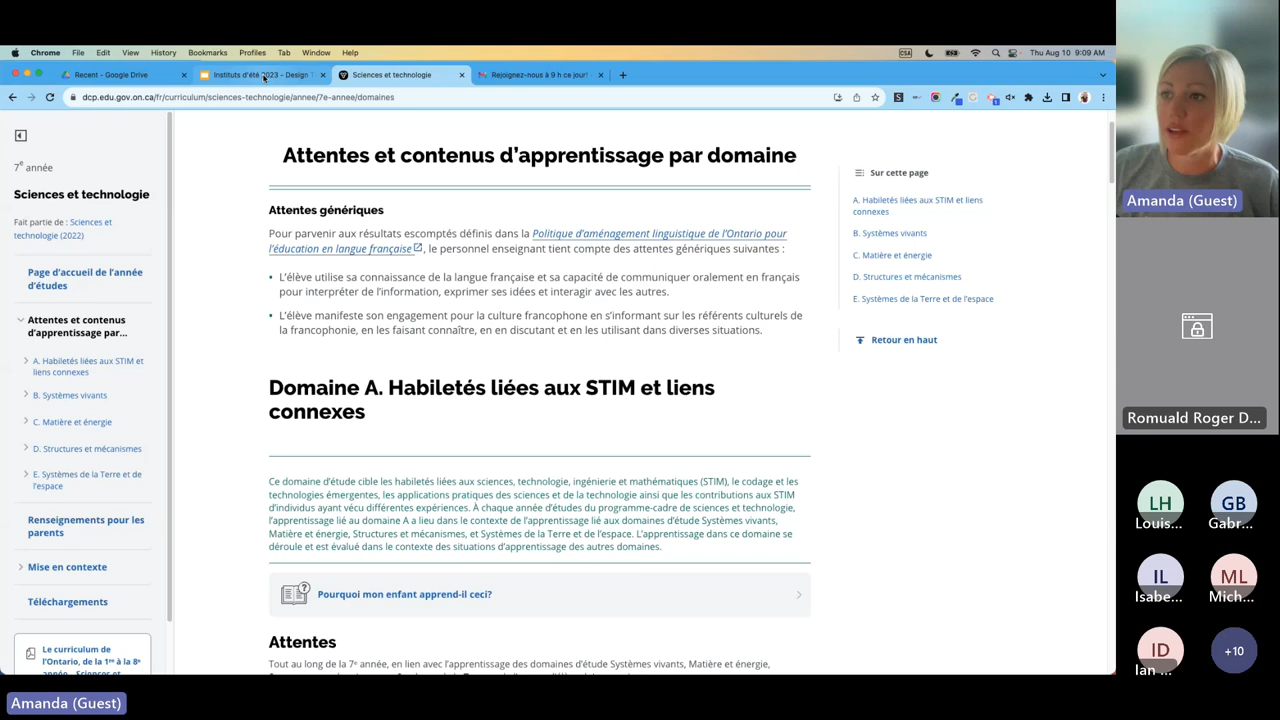 Chrome File Edit View History Bookmarks Profiles Tab Window Help
CSA Thu Aug 10 9:09 AM
Recent - Google Drive
Instituts d'été 2023 - Design T
Sciences et technologie
Rejoignez-nous à 9 h ce jour!
dcp.edu.gov.on.ca/fr/curriculum/sciences-technologie/annee/7e-annee/domaines
7e année
Sciences et technologie
Fait partie de : Sciences et
technologie (2022)
Page d'accueil de l'année
d'études
Attentes et contenus
d'apprentissage par...
A. Habiletés liées aux STIM et
liens connexes
B. Systèmes vivants
C. Matière et énergie
D. Structures et mécanismes
E. Systèmes de la Terre et de
l'espace
Renseignements pour les
parents
Mise en contexte
Téléchargements
Le curriculum de
l'Ontario, de la 1re à la 8e
année - Sciences et
Attentes et contenus d'apprentissage par domaine
Attentes génériques
Pour parvenir aux résultats escomptés définis dans la Politique d'aménagement linguistique de l'Ontario pour
l'éducation en langue française, le personnel enseignant tient compte des attentes génériques suivantes :
• L'élève utilise sa connaissance de la langue française et sa capacité de communiquer oralement en français
pour interpréter de l'information, exprimer ses idées et interagir avec les autres.
• L'élève manifeste son engagement pour la culture francophone en s'informant sur les référents culturels de
la francophonie, en les faisant connaître, en en discutant et en les utilisant dans diverses situations.
Domaine A. Habiletés liées aux STIM et liens
connexes
Ce domaine d'étude cible les habiletés liées aux sciences, technologie, ingénierie et mathématiques (STIM), le codage et les
technologies émergentes, les applications pratiques des sciences et de la technologie ainsi que les contributions aux STIM
d'individus ayant vécu différentes expériences. À chaque année d'études du programme-cadre de sciences et technologie,
l'apprentissage lié au domaine A a lieu dans le contexte de l'apprentissage lié aux domaines d'étude Systèmes vivants,
Matière et énergie, Structures et mécanismes, et Systèmes de la Terre et de l'espace. L'apprentissage dans ce domaine se
déroule et est évalué dans le contexte des situations d'apprentissage des autres domaines.
Pourquoi mon enfant apprend-il ceci?
Attentes
Tout au long de la 7e année, en lien avec l'apprentissage des domaines d'étude Systèmes vivants, Matière et énergie,
Sur cette page
A. Habiletés liées aux STIM et liens
connexes
B. Systèmes vivants
C. Matière et énergie
D. Structures et mécanismes
E. Systèmes de la Terre et de l'espace
Retour en haut
Amanda (Guest)
Romuald Roger D...
LH
Louis...
GB
Gabr...
IL
Isabe...
ML
Mich...
ID
Ian ...
+10
Amanda (Guest)